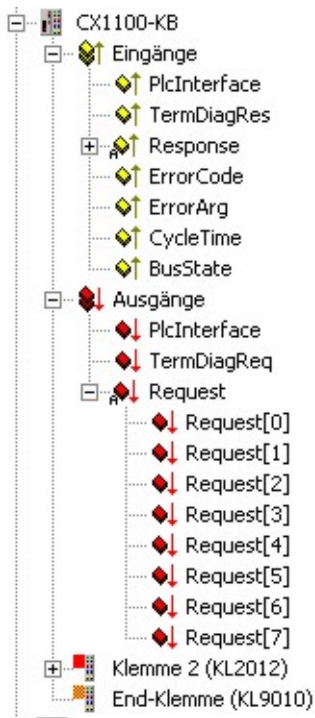 CX1100-KB
Eingänge
PlcInterface
TermDiagRes
Response
ErrorCode
ErrorArg
CycleTime
BusState
Ausgänge
PlcInterface
TermDiagReq
Request
Request[0]
Request[1]
Request[2]
Request[3]
Request[4]
Request[5]
Request[6]
Request[7]
Klemme 2 (KL2012)
End-Klemme (KL9010)